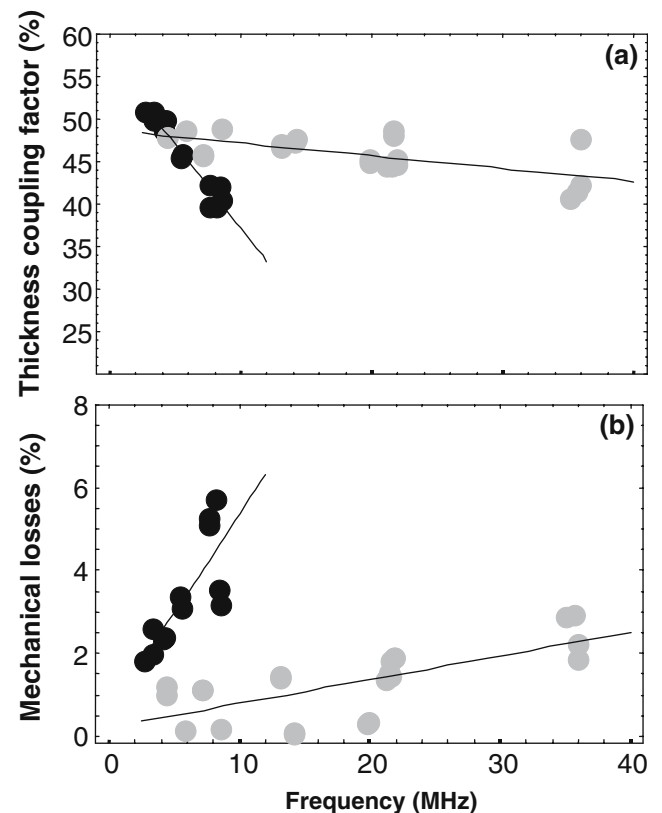 Thickness coupling factor (%)
60
55
50
45
40
35
30
25
(a)
Mechanical losses (%)
8
6
4
2
0
(b)
0 10 20 30 40
Frequency (MHz)